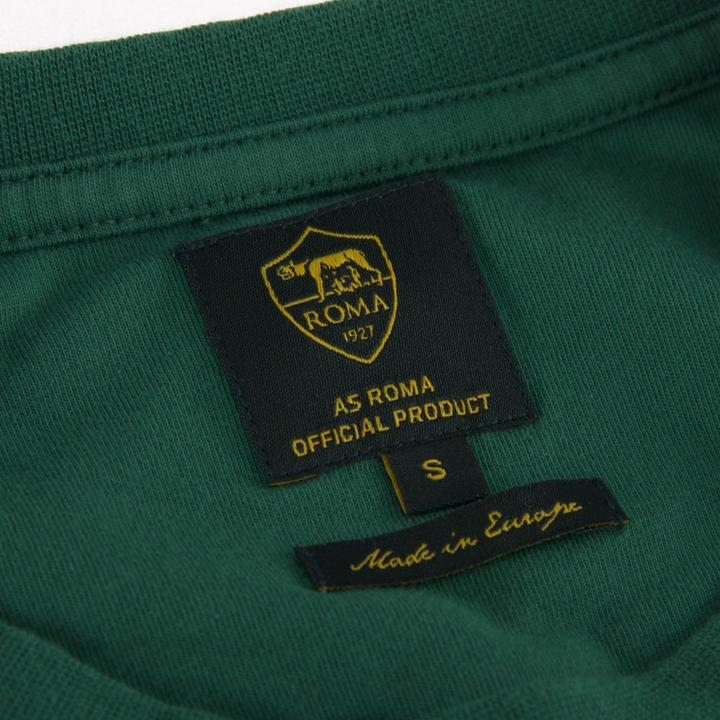 ROMA
1927
AS ROMA
OFFICIAL PRODUCT
S
Made in Europe